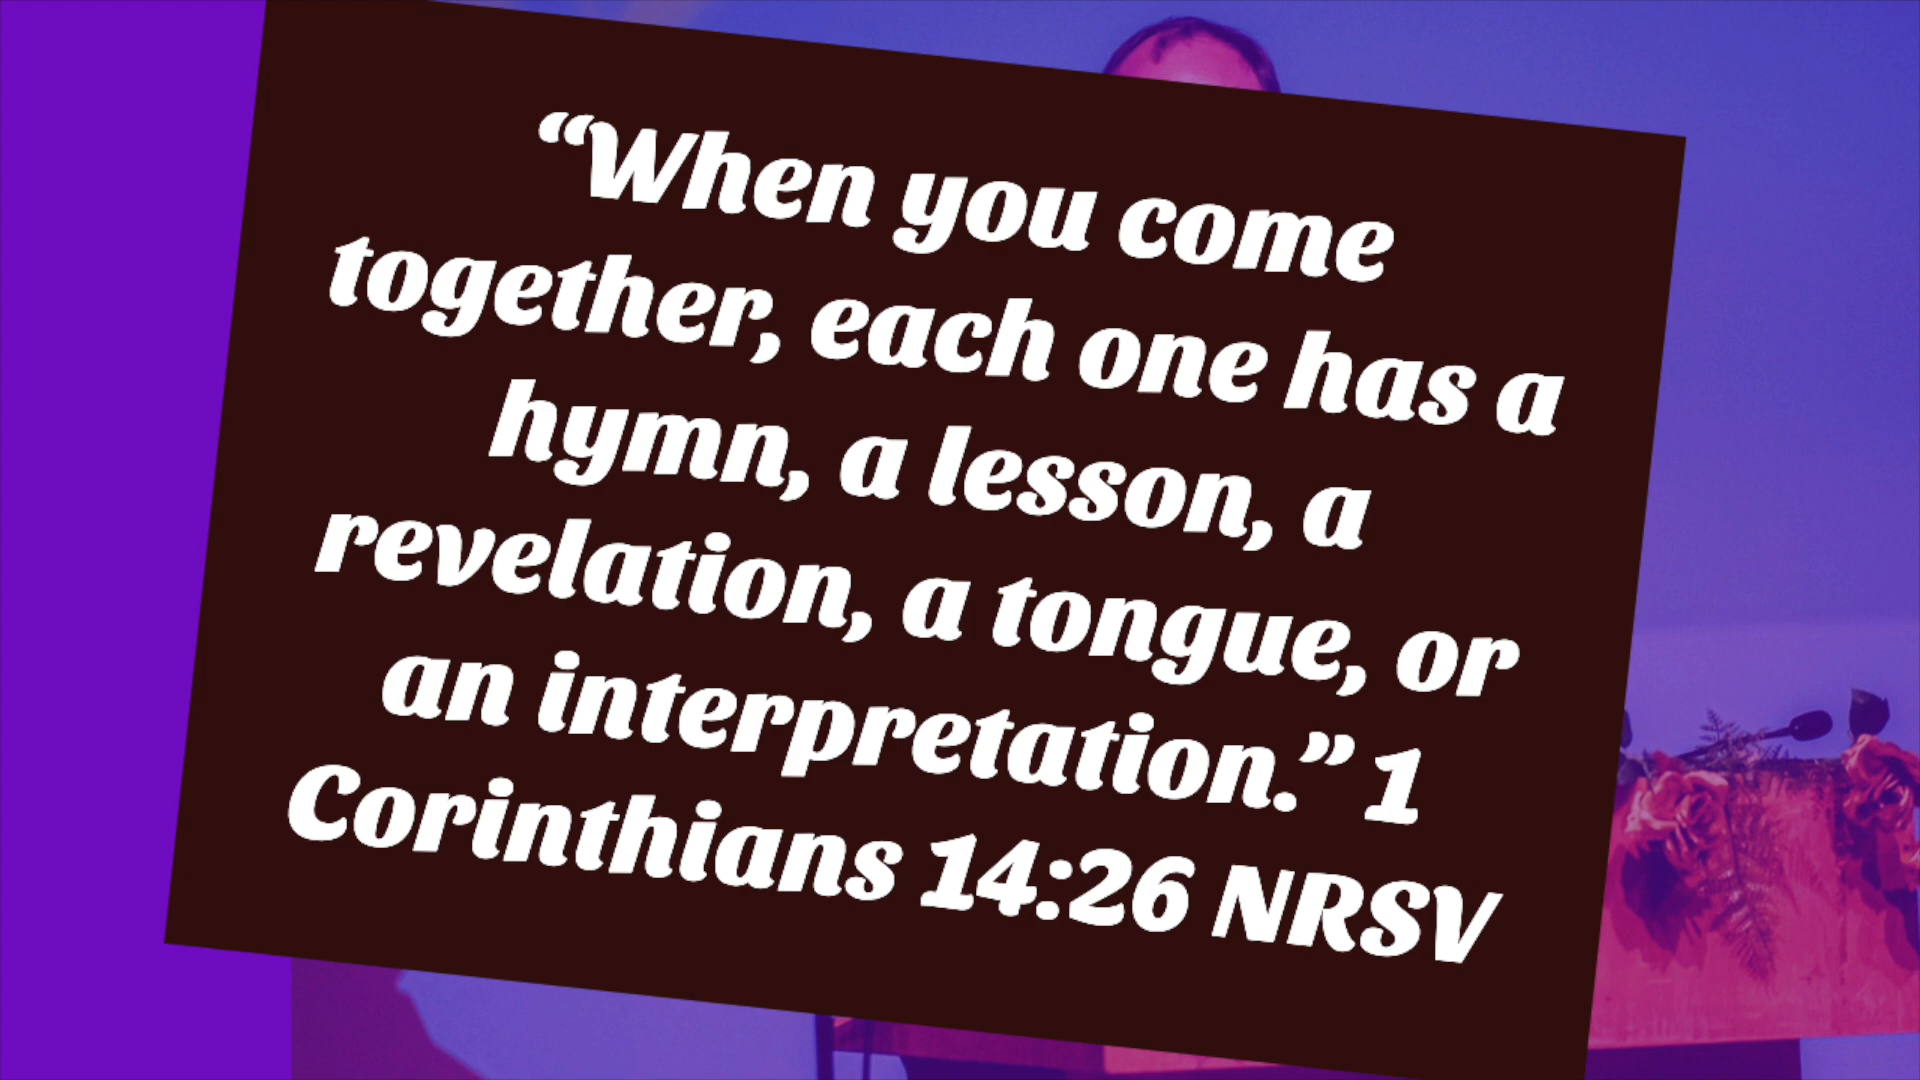 “When you come
together, each one has a
hymn, a lesson, a
revelation, a tongue, or
an interpretation.” 1
Corinthians 14:26 NRSV